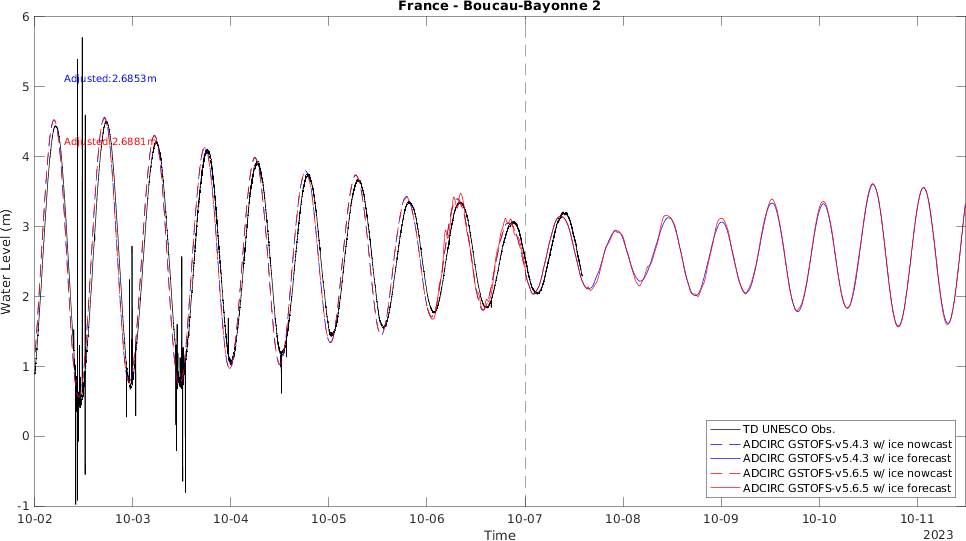 France - Boucau-Bayonne 2
6
5
4
3
2
1
0
-1
Water Level (m)
Adjusted:2.6853m
Adjusted:2.6881m
TD UNESCO Obs.
ADCIRC GSTOFS-v5.4.3 w/ ice nowcast
ADCIRC GSTOFS-v5.4.3 w/ ice forecast
ADCIRC GSTOFS-v5.6.5 w/ ice nowcast
ADCIRC GSTOFS-v5.6.5 w/ ice forecast
10-02 10-03 10-04 10-05 10-06 10-07 10-08 10-09 10-10 10-11
Time
2023